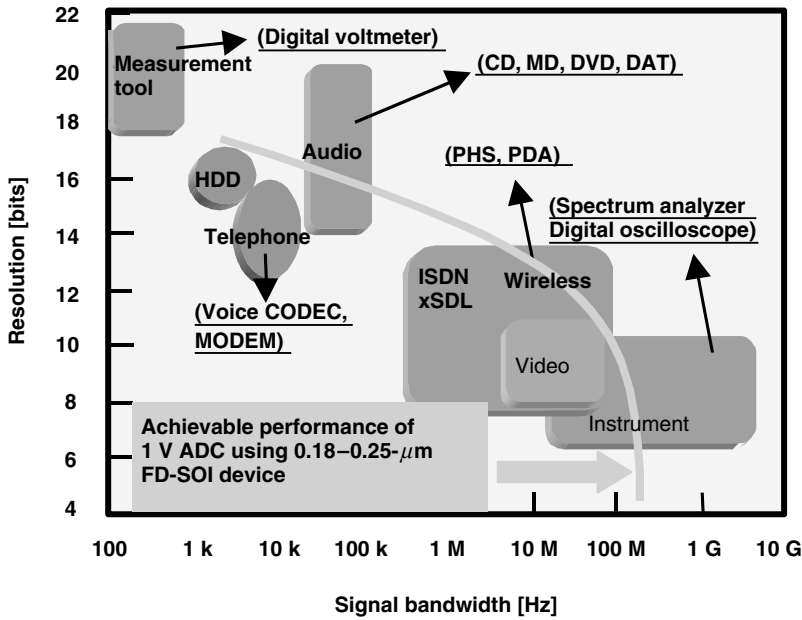 22
20
18
16
14
12
10
8
6
4
Resolution [bits]
Measurement
tool
(Digital voltmeter)
(CD, MD, DVD, DAT)
Audio
HDD
(PHS, PDA)
(Spectrum analyzer
Digital oscilloscope)
Telephone
(Voice CODEC,
MODEM)
ISDN
xSDL
Wireless
Video
Instrument
Achievable performance of
1 V ADC using 0.18–0.25-μm
FD-SOI device
100 1 k 10 k 100 k 1 M 10 M 100 M 1 G 10 G
Signal bandwidth [Hz]